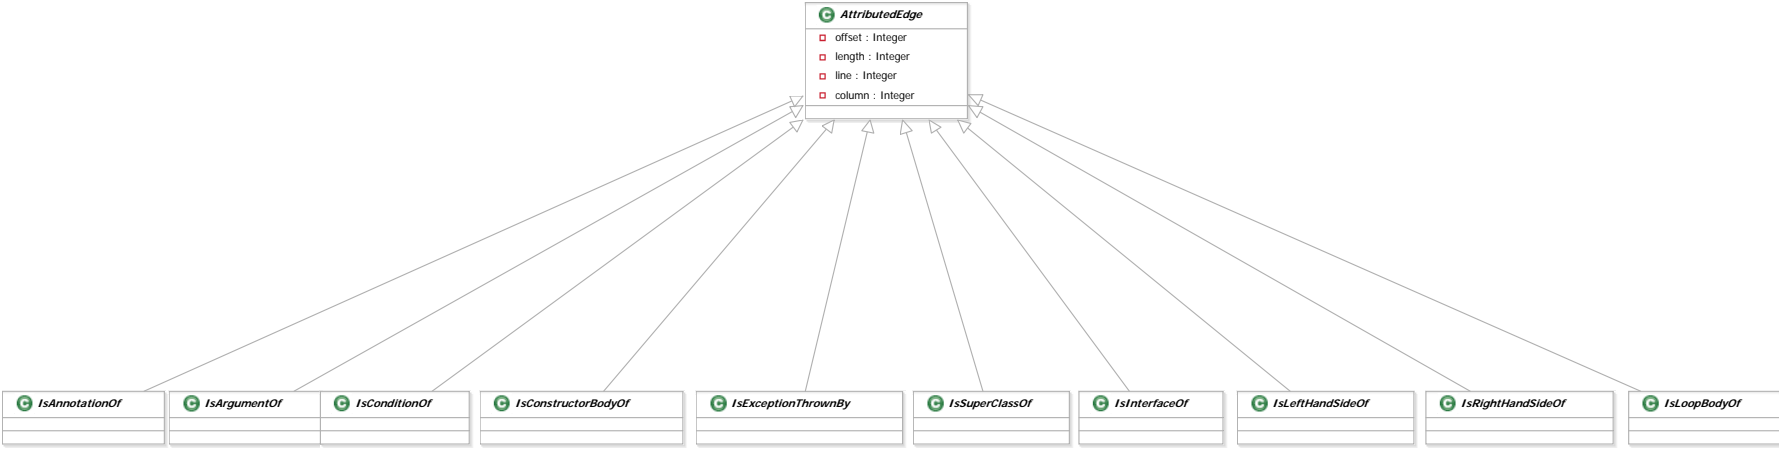 C AttributedEdge
offset : Integer
length : Integer
line : Integer
column : Integer
C IsAnnotationOf
C IsArgumentOf
C IsConditionOf
C IsConstructorBodyOf
C IsExceptionThrownBy
C IsSuperClassOf
C IsInterfaceOf
C IsLeftHandSideOf
C IsRightHandSideOf
C IsLoopBodyOf